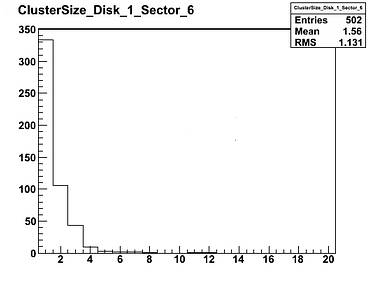 ClusterSize_Disk_1_Sector_6
ClusterSize_Disk_1_Sector_6
Entries 502
Mean 1.56
RMS 1.131
350
300
250
200
150
100
50
0
2 4 6 8 10 12 14 16 18 20